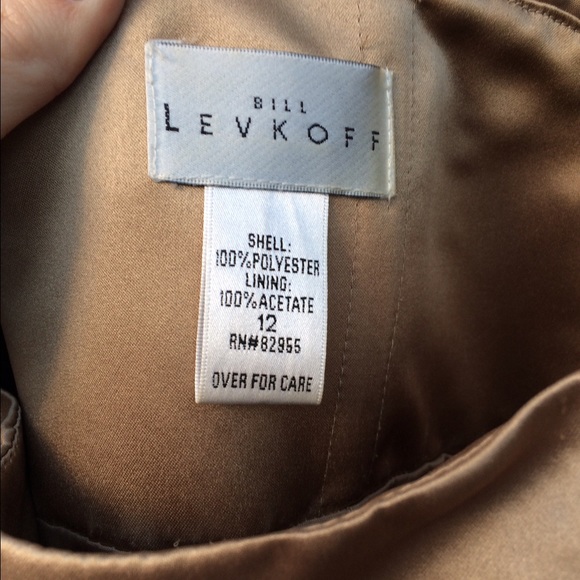 BILL
LEVKOFF
SHELL:
100%POLYESTER
LINING:
100%ACETATE
12
RN#82955
OVER FOR CARE